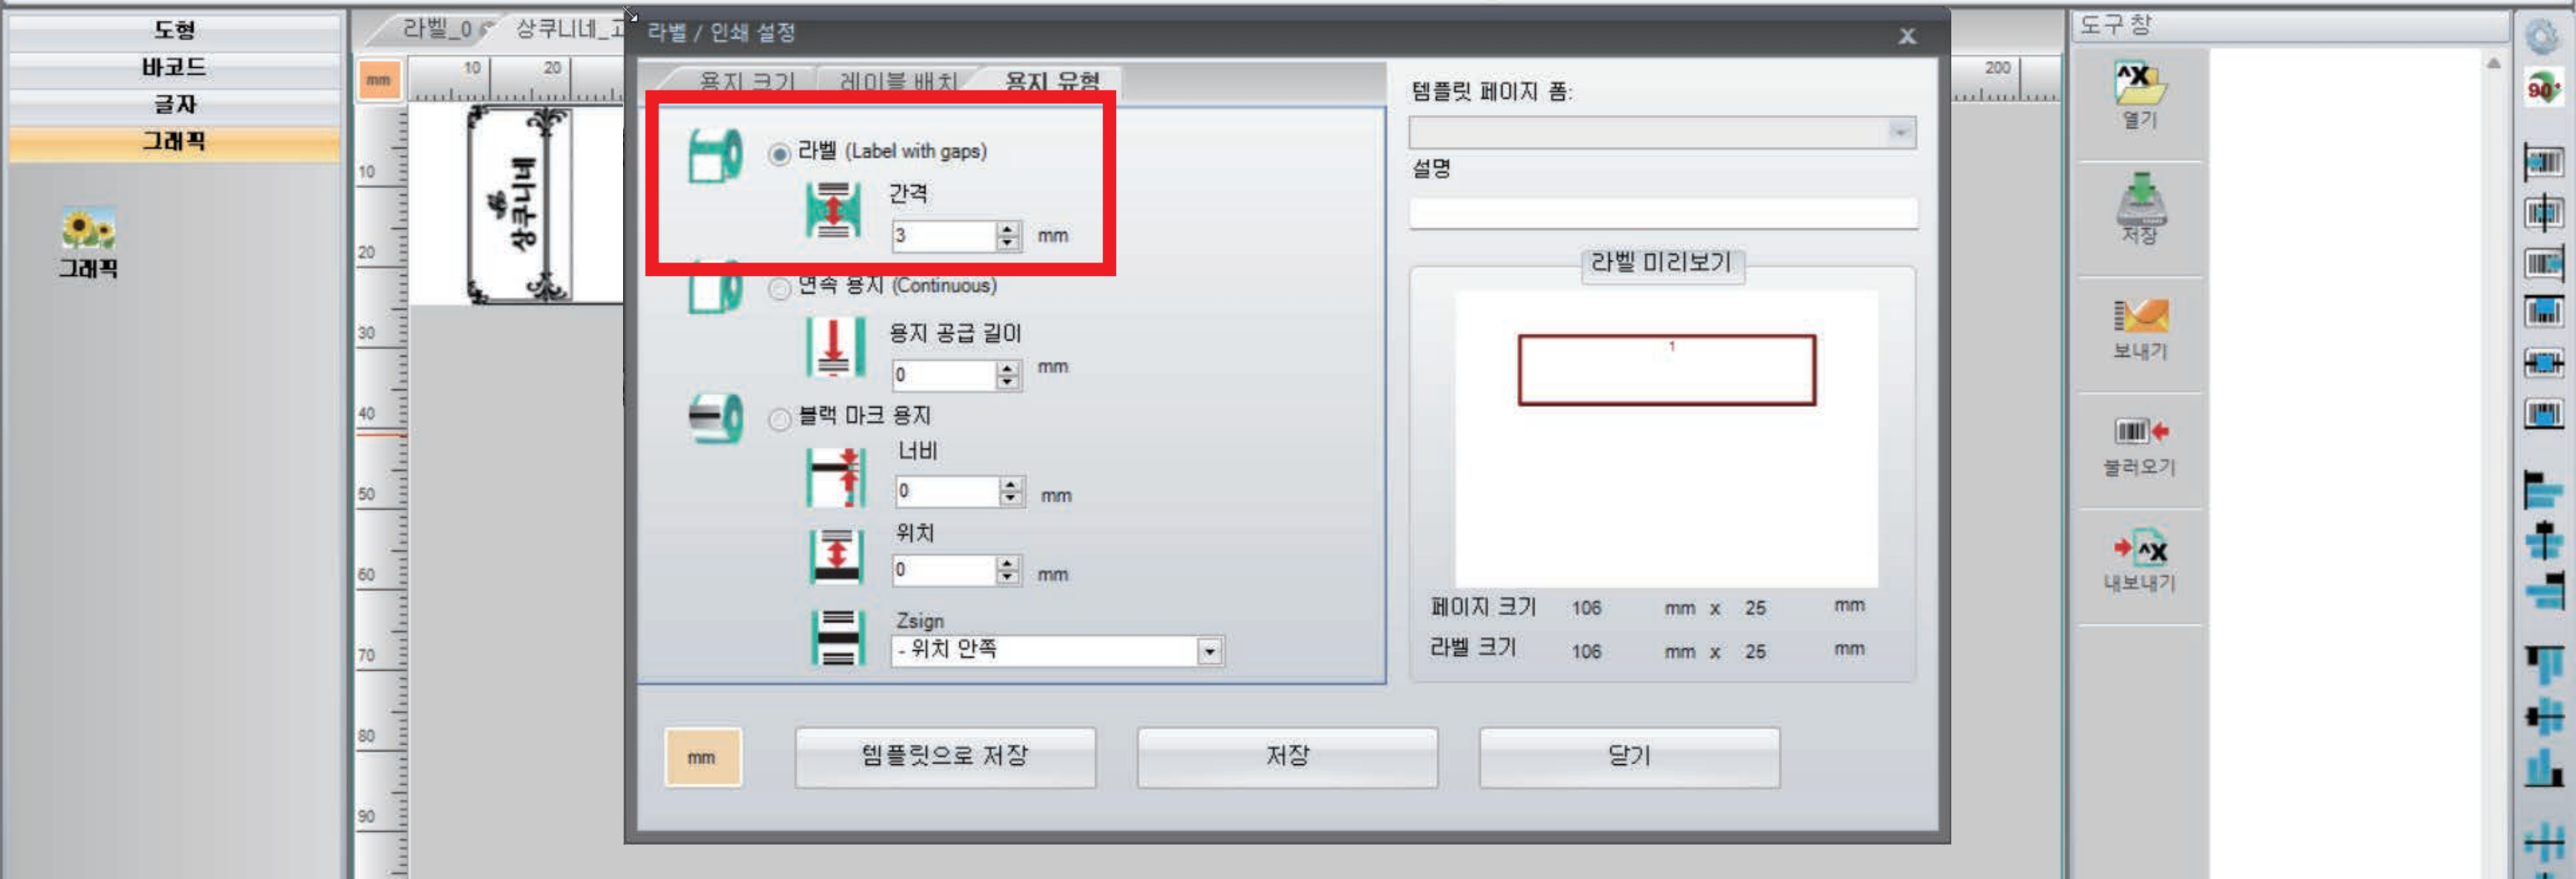 도형
바코드
글자
그래픽
그래픽
라벨_0
상쿠니네_고
mm
10
20
200
10
20
30
40
50
60
70
80
90
상쿠니네
라벨 / 인쇄 설정
x
용지 크기
레이블 배치
용지 유형
라벨 (Label with gaps)
간격
3
mm
연속 용지 (Continuous)
용지 공급 길이
0
mm
블랙 마크 용지
너비
0
mm
위치
0
mm
Zsign
- 위치 안쪽
템플릿 페이지 폼:
설명
라벨 미리보기
1
페이지 크기 106 mm x 25 mm
라벨 크기 106 mm x 25 mm
mm
템플릿으로 저장
저장
닫기
도구 창
^X
열기
저장
보내기
불러오기
^X
내보내기
90°